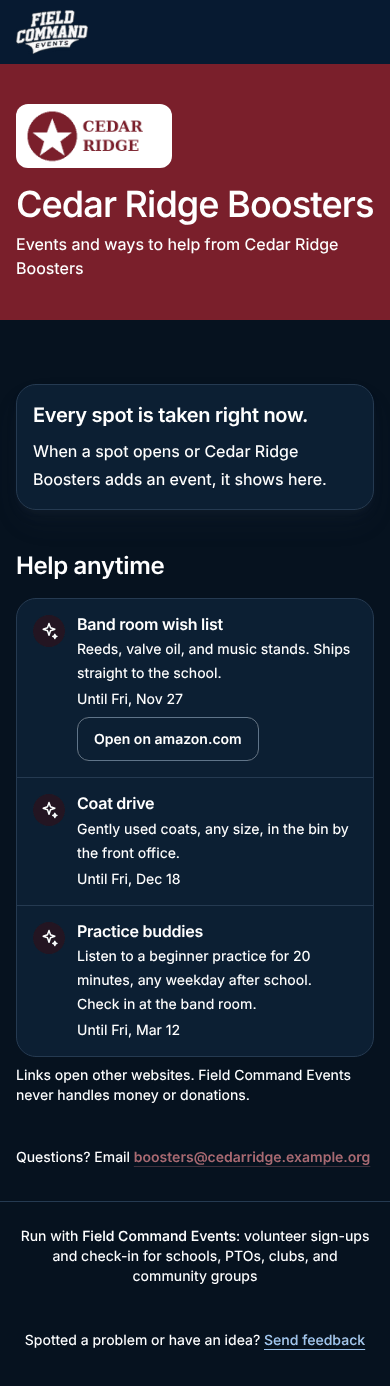 FIELD
COMMAND
EVENTS
CEDAR
RIDGE
Cedar Ridge Boosters
Events and ways to help from Cedar Ridge
Boosters
Every spot is taken right now.
When a spot opens or Cedar Ridge
Boosters adds an event, it shows here.
Help anytime
Band room wish list
Reeds, valve oil, and music stands. Ships
straight to the school.
Until Fri, Nov 27
Open on amazon.com
Coat drive
Gently used coats, any size, in the bin by
the front office.
Until Fri, Dec 18
Practice buddies
Listen to a beginner practice for 20
minutes, any weekday after school.
Check in at the band room.
Until Fri, Mar 12
Links open other websites. Field Command Events
never handles money or donations.
Questions? Email boosters@cedarridge.example.org
Run with Field Command Events: volunteer sign-ups
and check-in for schools, PTOs, clubs, and
community groups
Spotted a problem or have an idea? Send feedback